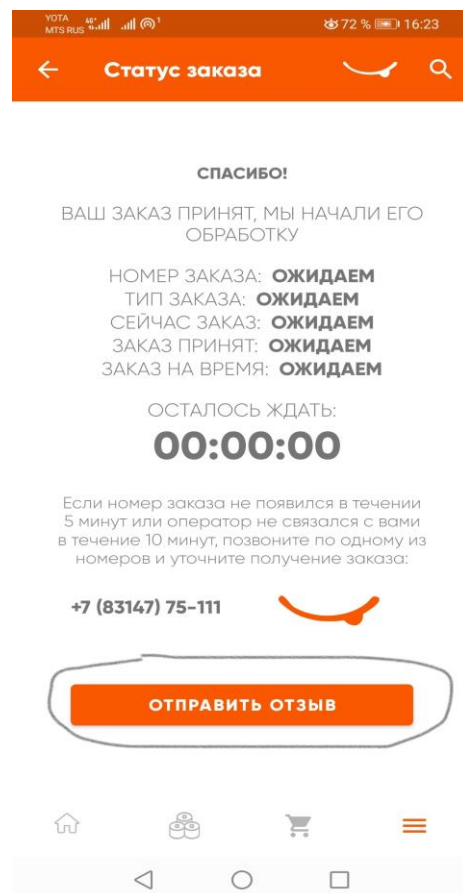 YOTA
MTS RUS 4G+ 1 72 % 16:23
Статус заказа
СПАСИБО!
ВАШ ЗАКАЗ ПРИНЯТ, МЫ НАЧАЛИ ЕГО
ОБРАБОТКУ
НОМЕР ЗАКАЗА: ОЖИДАЕМ
ТИП ЗАКАЗА: ОЖИДАЕМ
СЕЙЧАС ЗАКАЗ: ОЖИДАЕМ
ЗАКАЗ ПРИНЯТ: ОЖИДАЕМ
ЗАКАЗ НА ВРЕМЯ: ОЖИДАЕМ
ОСТАЛОСЬ ЖДАТЬ:
00:00:00
Если номер заказа не появился в течении
5 минут или оператор не связался с вами
в течение 10 минут, позвоните по одному из
номеров и уточните получение заказа:
+7 (83147) 75-111
ОТПРАВИТЬ ОТЗЫВ